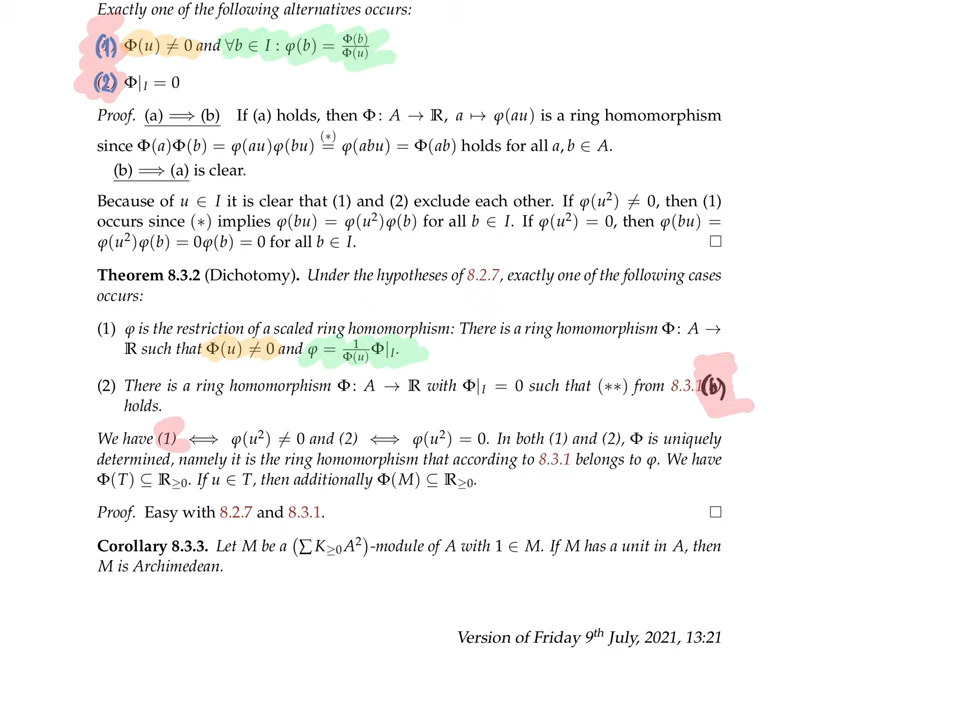 Exactly one of the following alternatives occurs:
(1) Φ(u) ≠ 0 and ∀b ∈ I : φ(b) = Φ(b)/Φ(u)
(2) Φ|_I = 0
Proof. (a) ⟹ (b) If (a) holds, then Φ: A → ℝ, a ↦ φ(au) is a ring homomorphism
since Φ(a)Φ(b) = φ(au)φ(bu) (*)= φ(abu) = Φ(ab) holds for all a, b ∈ A.
(b) ⟹ (a) is clear.
Because of u ∈ I it is clear that (1) and (2) exclude each other. If φ(u²) ≠ 0, then (1)
occurs since (∗) implies φ(bu) = φ(u²)φ(b) for all b ∈ I. If φ(u²) = 0, then φ(bu) =
φ(u²)φ(b) = 0φ(b) = 0 for all b ∈ I. □
Theorem 8.3.2 (Dichotomy). Under the hypotheses of 8.2.7, exactly one of the following cases
occurs:
(1) φ is the restriction of a scaled ring homomorphism: There is a ring homomorphism Φ: A →
ℝ such that Φ(u) ≠ 0 and φ = 1/Φ(u) Φ|_I.
(2) There is a ring homomorphism Φ: A → ℝ with Φ|_I = 0 such that (∗∗) from 8.3.1(b)
holds.
We have (1) ⟺ φ(u²) ≠ 0 and (2) ⟺ φ(u²) = 0. In both (1) and (2), Φ is uniquely
determined, namely it is the ring homomorphism that according to 8.3.1 belongs to φ. We have
Φ(T) ⊆ ℝ≥0. If u ∈ T, then additionally Φ(M) ⊆ ℝ≥0.
Proof. Easy with 8.2.7 and 8.3.1. □
Corollary 8.3.3. Let M be a (∑K≥0A²)-module of A with 1 ∈ M. If M has a unit in A, then
M is Archimedean.
Version of Friday 9th July, 2021, 13:21